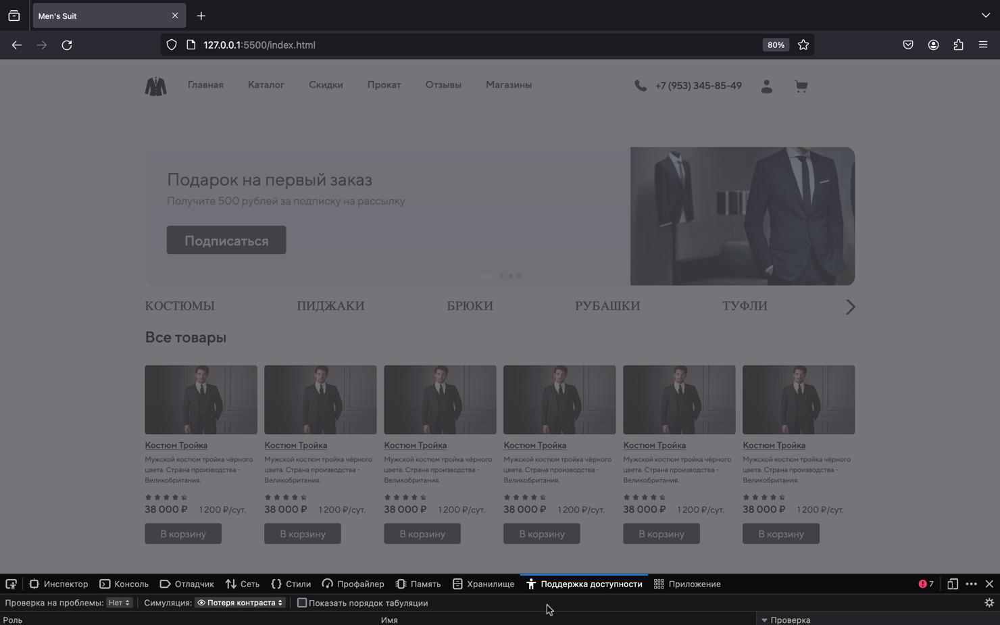 Men's Suit
127.0.0.1:5500/index.html
80%
Главная Каталог Скидки Прокат Отзывы Магазины +7 (953) 345-85-49
Подарок на первый заказ
Получите 500 рублей за подписку на рассылку
Подписаться
КОСТЮМЫ ПИДЖАКИ БРЮКИ РУБАШКИ ТУФЛИ
Все товары
Костюм Тройка
Мужской костюм тройка чёрного
цвета. Страна производства -
Великобритания.
38 000 ₽ 1 200 ₽/сут.
В корзину
Костюм Тройка
Мужской костюм тройка чёрного
цвета. Страна производства -
Великобритания.
38 000 ₽ 1 200 ₽/сут.
В корзину
Костюм Тройка
Мужской костюм тройка чёрного
цвета. Страна производства -
Великобритания.
38 000 ₽ 1 200 ₽/сут.
В корзину
Костюм Тройка
Мужской костюм тройка чёрного
цвета. Страна производства -
Великобритания.
38 000 ₽ 1 200 ₽/сут.
В корзину
Костюм Тройка
Мужской костюм тройка чёрного
цвета. Страна производства -
Великобритания.
38 000 ₽ 1 200 ₽/сут.
В корзину
Костюм Тройка
Мужской костюм тройка чёрного
цвета. Страна производства -
Великобритания.
38 000 ₽ 1 200 ₽/сут.
В корзину
Инспектор Консоль Отладчик Сеть Стили Профайлер Память Хранилище Поддержка доступности Приложение 7
Проверка на проблемы: Нет Симуляция: Потеря контраста Показать порядок табуляции
Роль Имя Проверка